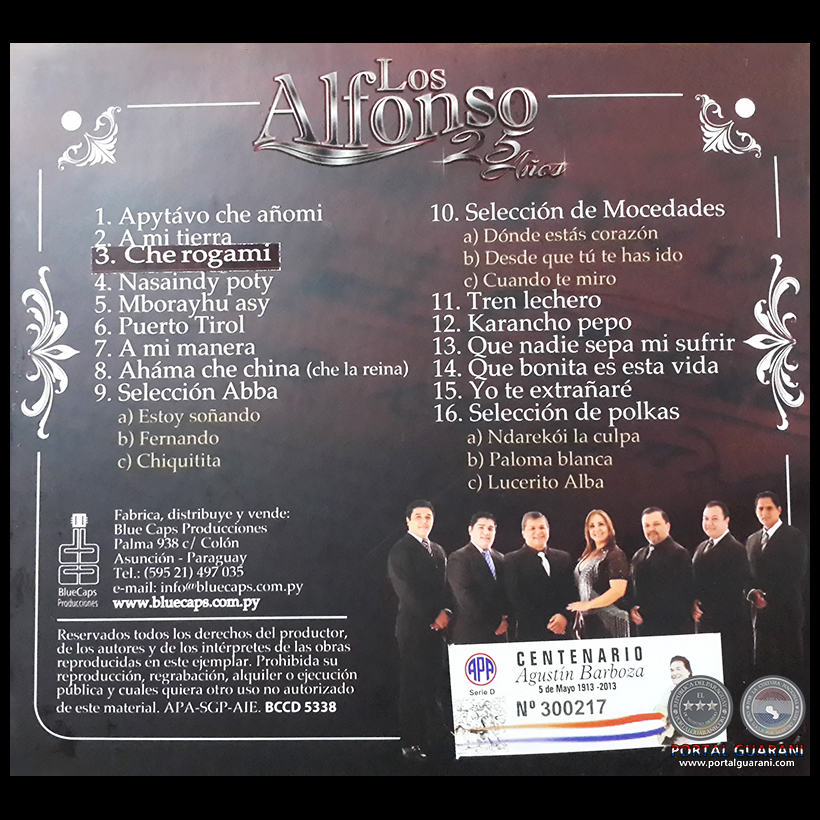 Los
Alfonso
25
Años
1. Apytávo che añomi
2. A mi tierra
3. Che rogami
4. Nasaindy poty
5. Mborayhu asy
6. Puerto Tirol
7. A mi manera
8. Aháma che china (che la reina)
9. Selección Abba
a) Estoy soñando
b) Fernando
c) Chiquitita
10. Selección de Mocedades
a) Dónde estás corazón
b) Desde que tú te has ido
c) Cuando te miro
11. Tren lechero
12. Karancho pepo
13. Que nadie sepa mi sufrir
14. Que bonita es esta vida
15. Yo te extrañaré
16. Selección de polkas
a) Ndarekói la culpa
b) Paloma blanca
c) Lucerito Alba
BlueCaps
Producciones
Fabrica, distribuye y vende:
Blue Caps Producciones
Palma 938 c/ Colón
Asunción - Paraguay
Tel.: (595 21) 497 035
e-mail: info@bluecaps.com.py
www.bluecaps.com.py
Reservados todos los derechos del productor,
de los autores y de los intérpretes de las obras
reproducidas en este ejemplar. Prohibida su
reproducción, regrabación, alquiler o ejecución
pública y cuales quiera otro uso no autorizado
de este material. APA-SGP-AIE. BCCD 5338
APA
Serie D
CENTENARIO
Agustín Barboza
5 de Mayo 1913 -2013
Nº 300217
PORTAL GUARANI
www.portalguarani.com